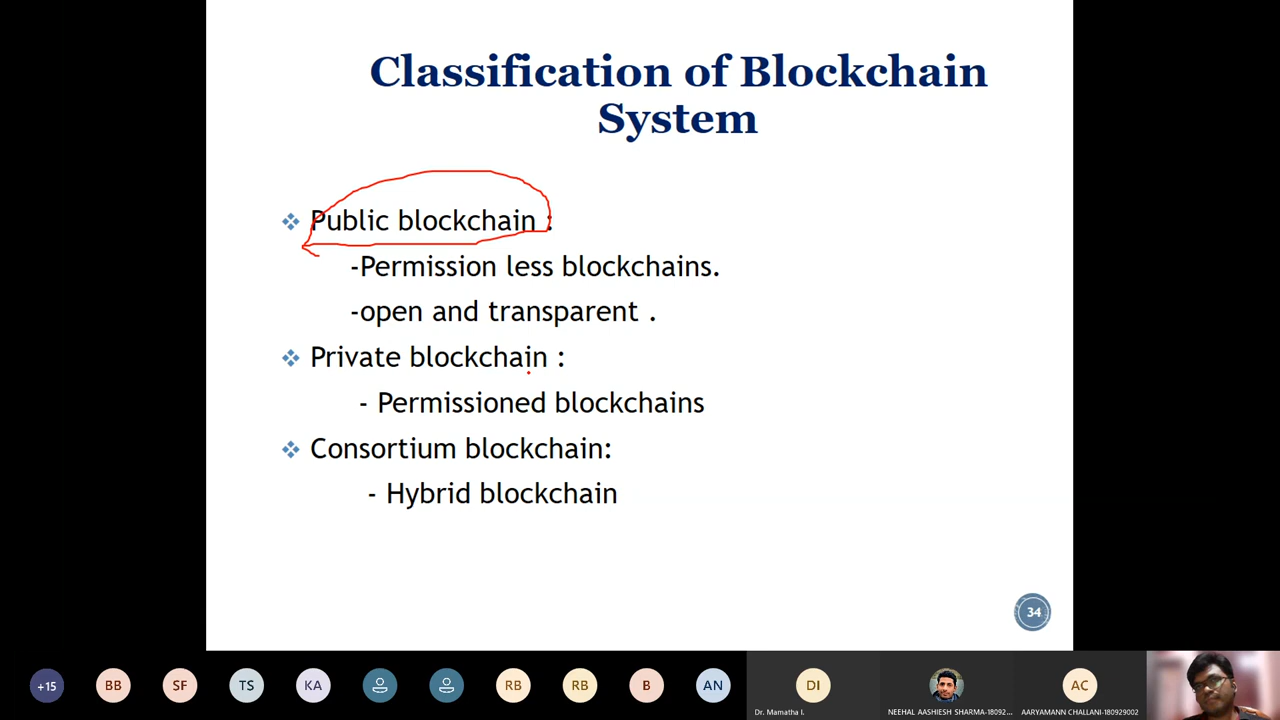 Classification of Blockchain
System
Public blockchain :
-Permission less blockchains.
-open and transparent .
Private blockchain :
- Permissioned blockchains
Consortium blockchain:
- Hybrid blockchain
34
+15
BB
SF
TS
KA
RB
RB
B
AN
DI
AC
Dr. Mamatha I.
NEEHAL AASHIESH SHARMA-18092...
AARYAMANN CHALLANI-180929002